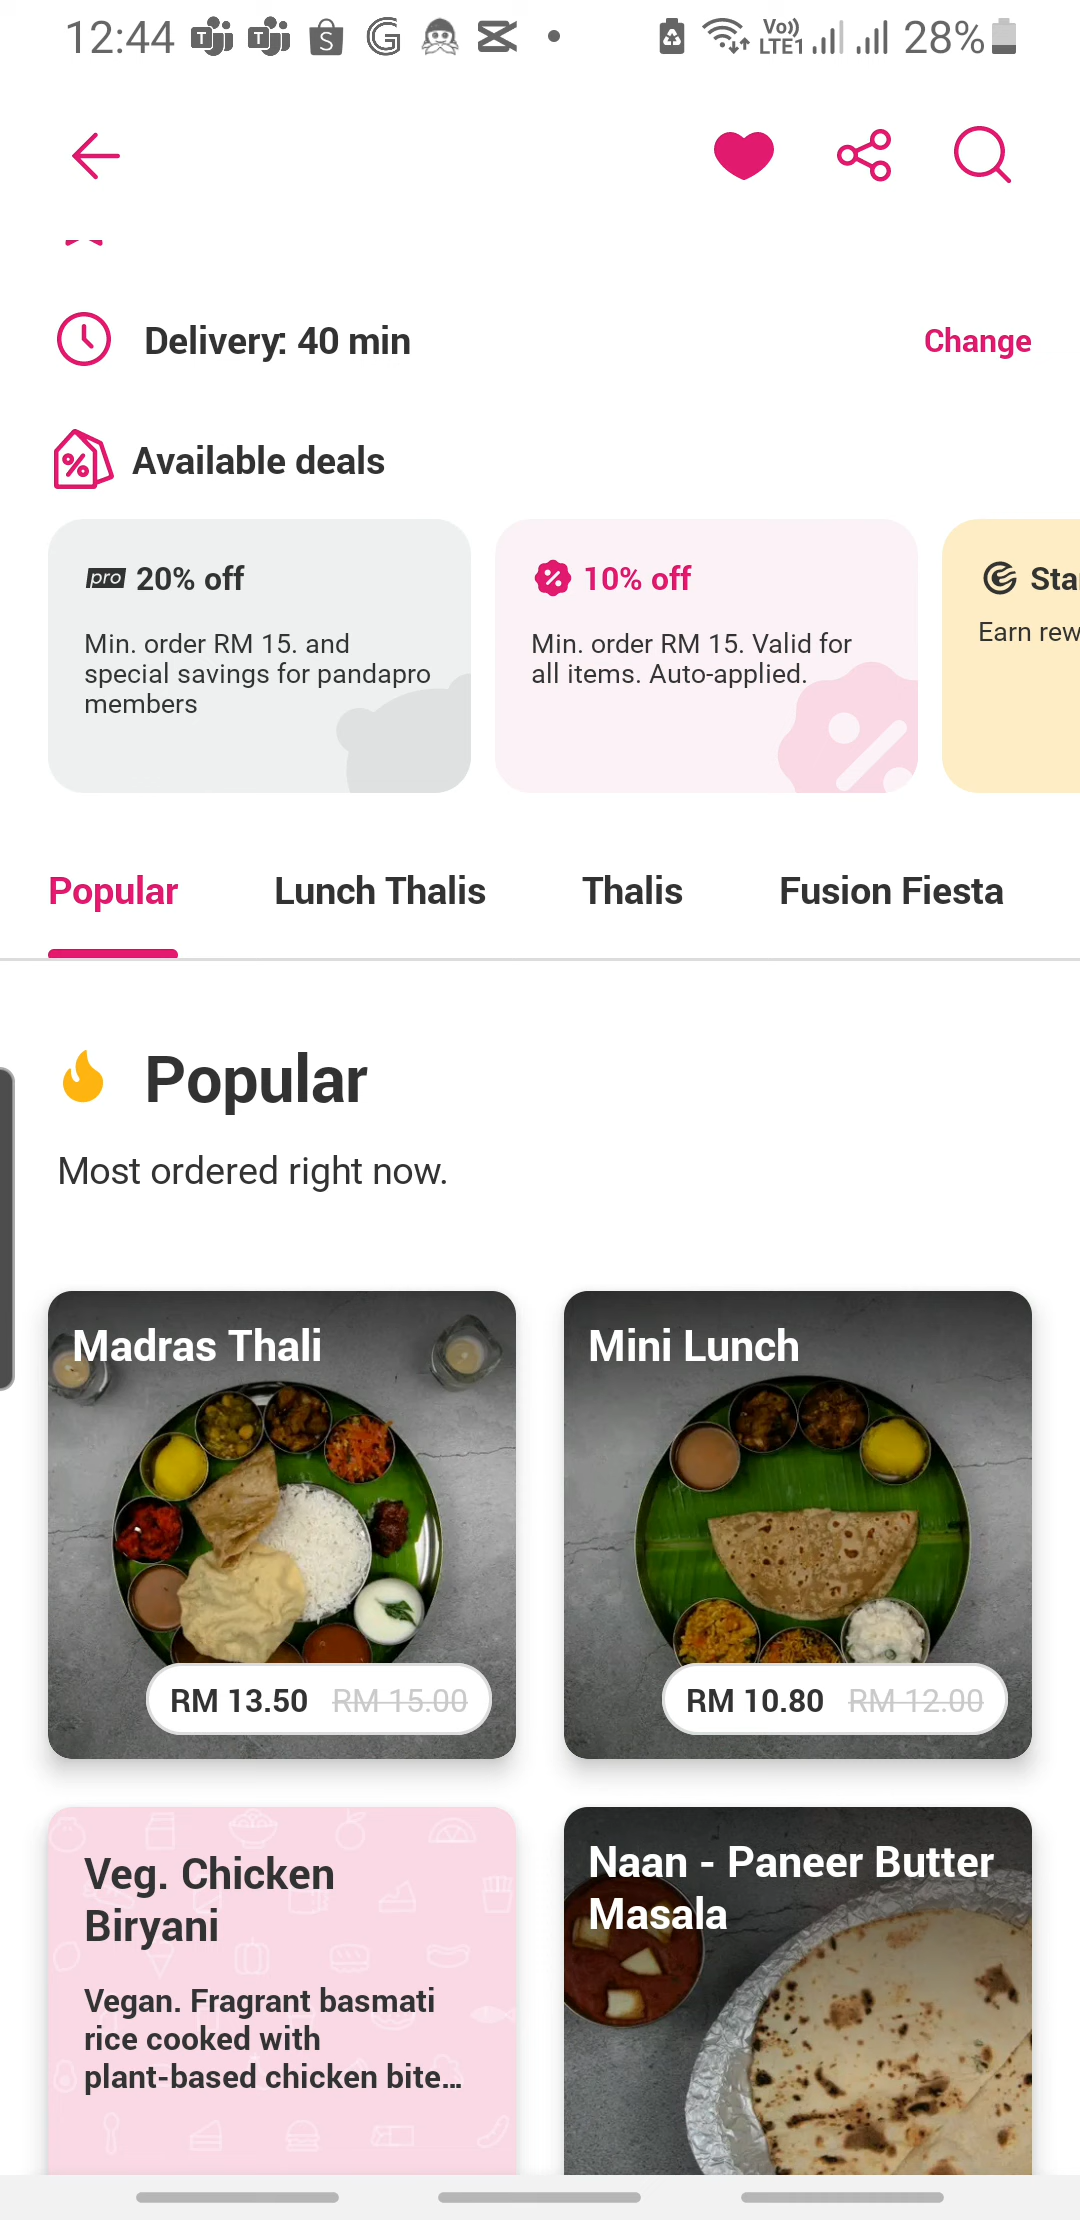 12:44
Vo)) LTE1
28%
Delivery: 40 min
Change
Available deals
pro 20% off
Min. order RM 15. and
special savings for pandapro
members
10% off
Min. order RM 15. Valid for
all items. Auto-applied.
Earn rew
Popular
Lunch Thalis
Thalis
Fusion Fiesta
Popular
Most ordered right now.
Madras Thali
RM 13.50 RM 15.00
Mini Lunch
RM 10.80 RM 12.00
Veg. Chicken
Biryani
Vegan. Fragrant basmati
rice cooked with
plant-based chicken bite...
Naan - Paneer Butter
Masala